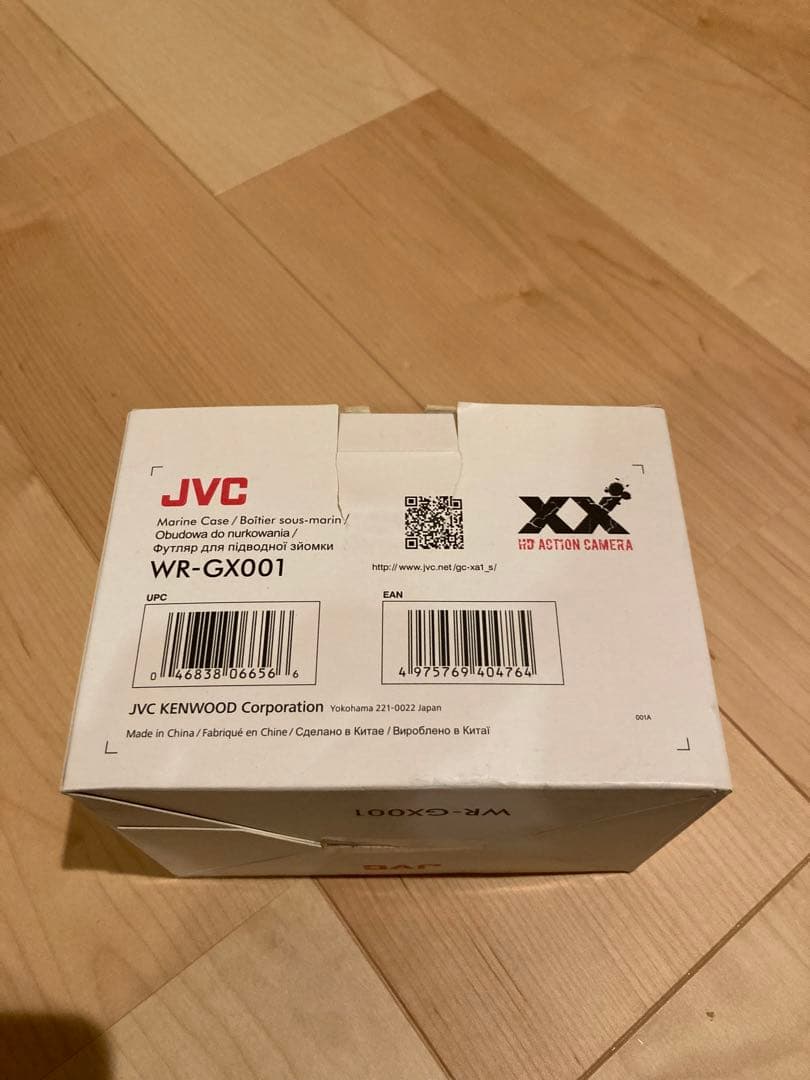 JVC
Marine Case / Boîtier sous-marin /
Obudowa do nurkowania /
Футляр для підводної зйомки
WR-GX001
http://www.jvc.net/gc-xa1_s/
XX
HD ACTION CAMERA
UPC
0 46838 06656 6
EAN
4 975769 404764
JVC KENWOOD Corporation Yokohama 221-0022 Japan
Made in China / Fabriqué en Chine / Сделано в Китае / Вироблено в Китаї
001A
WR-GX001
JVC